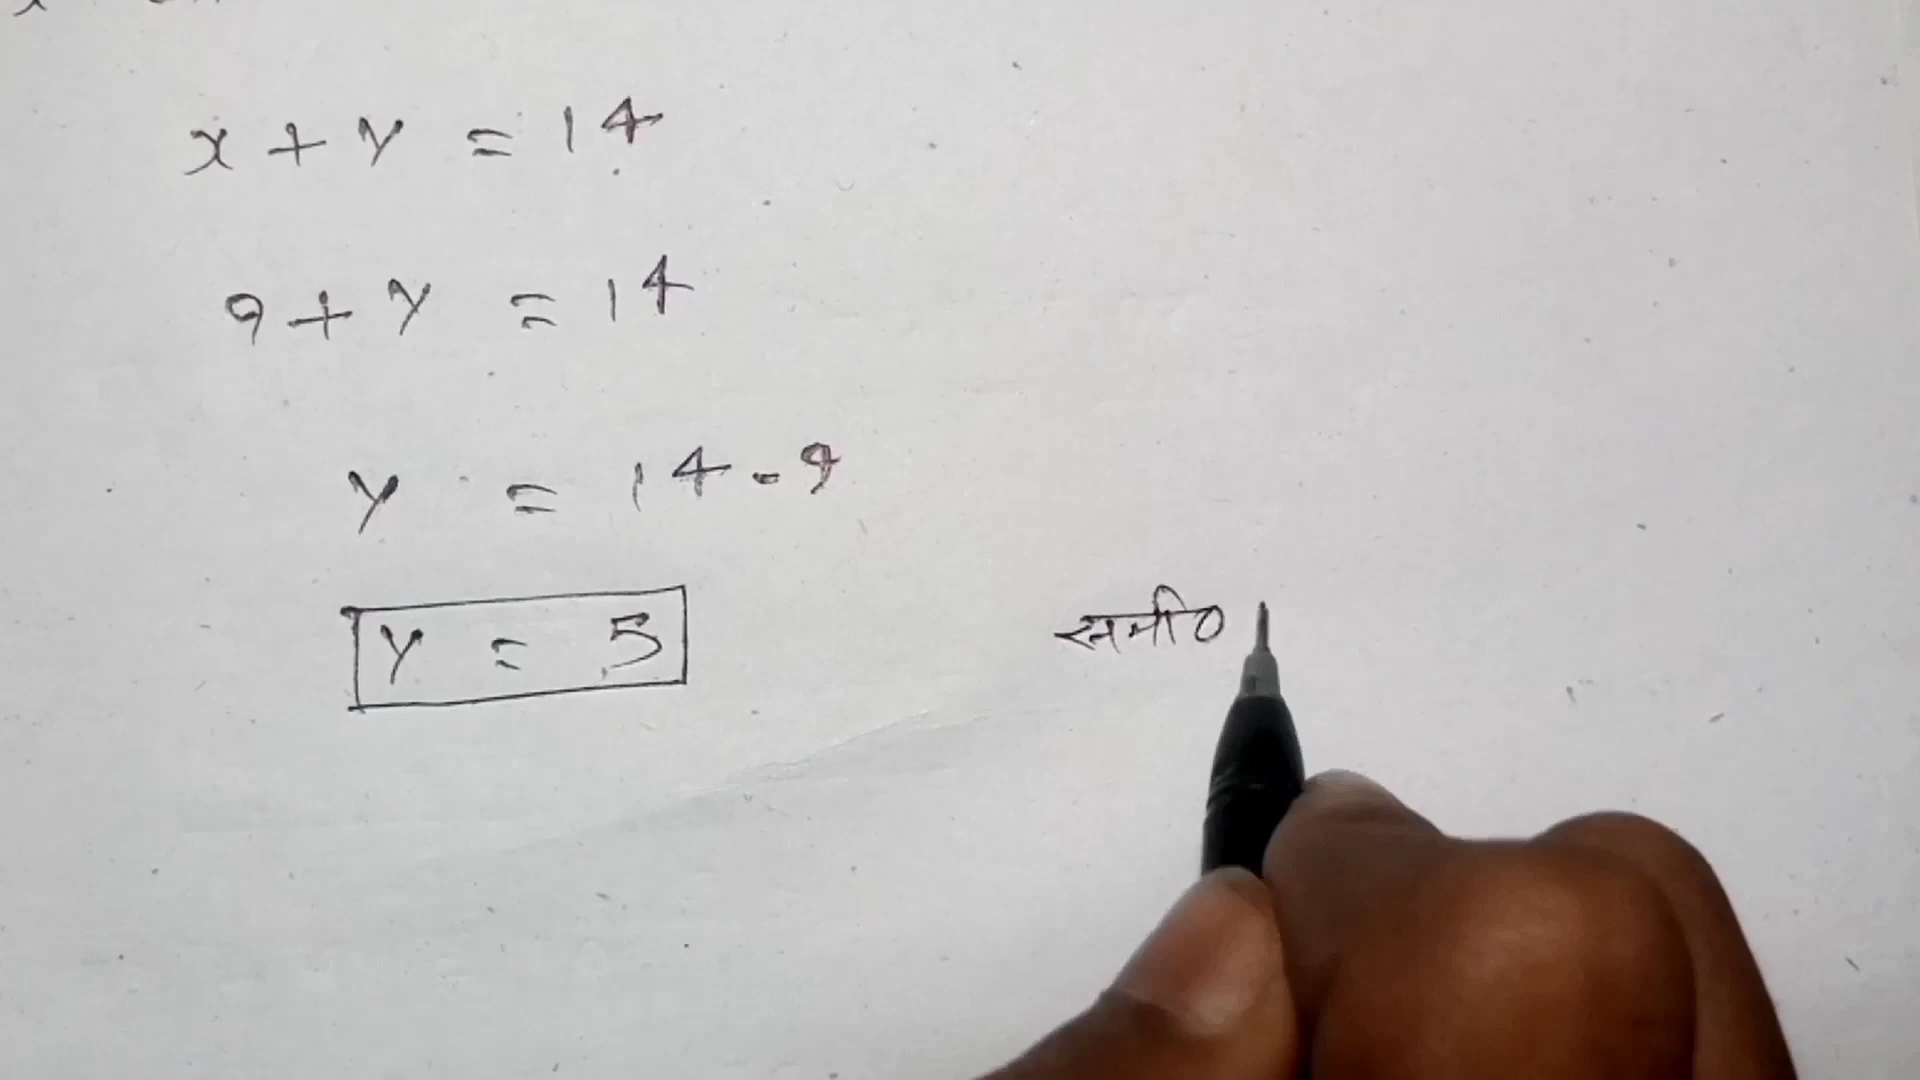 x + y = 14
9 + y = 14
y = 14 - 9
y = 5
समी०